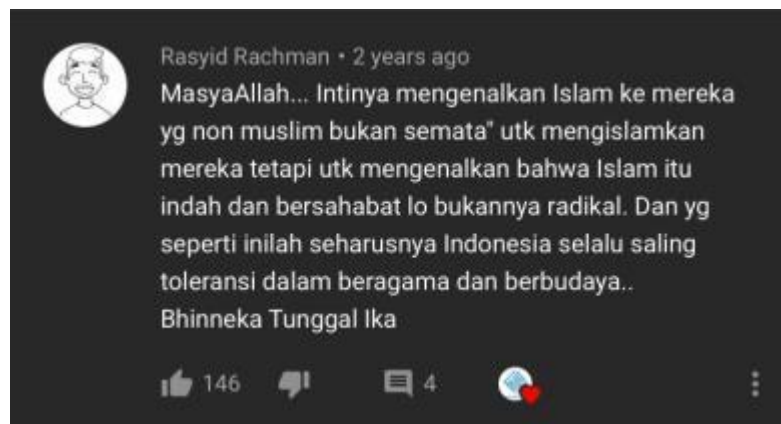 Rasyid Rachman • 2 years ago
MasyaAllah... Intinya mengenalkan Islam ke mereka
yg non muslim bukan semata" utk mengislamkan
mereka tetapi utk mengenalkan bahwa Islam itu
indah dan bersahabat lo bukannya radikal. Dan yg
seperti inilah seharusnya Indonesia selalu saling
toleransi dalam beragama dan berbudaya..
Bhinneka Tunggal Ika
146 4